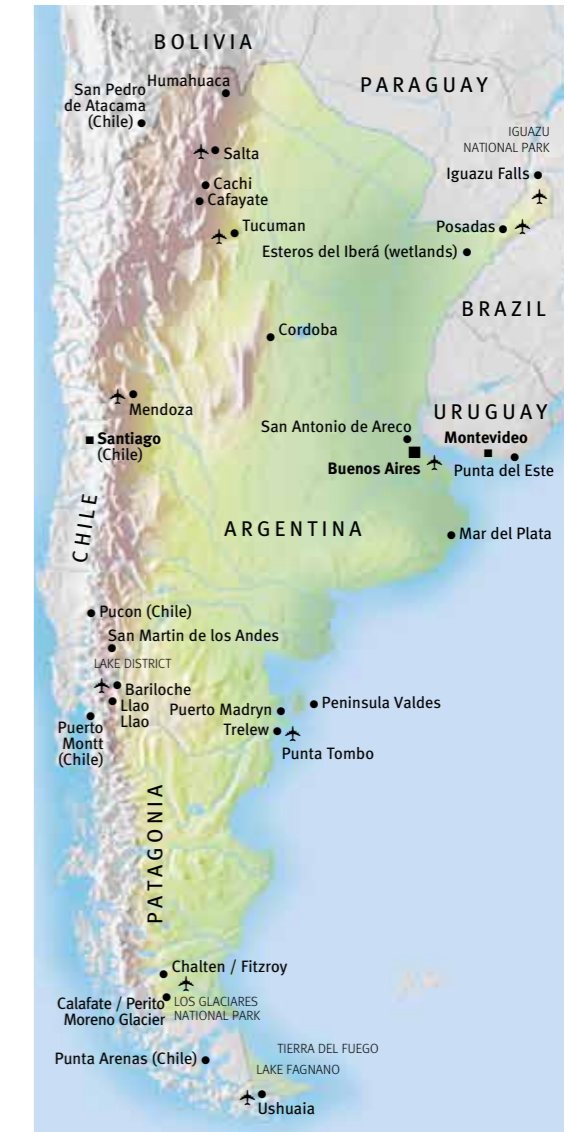 BOLIVIA
Humahuaca
San Pedro
de Atacama
(Chile)
PARAGUAY
IGUAZU
NATIONAL PARK
Iguazu Falls
Salta
Cachi
Cafayate
Tucuman
Posadas
Esteros del Iberá (wetlands)
BRAZIL
Cordoba
Mendoza
URUGUAY
San Antonio de Areco
Montevideo
Santiago
(Chile)
Buenos Aires
Punta del Este
CHILE
ARGENTINA
Mar del Plata
Pucon (Chile)
San Martin de los Andes
LAKE DISTRICT
Bariloche
Llao
Llao
Puerto Madryn
Peninsula Valdes
Puerto
Montt
(Chile)
Trelew
Punta Tombo
PATAGONIA
Chalten / Fitzroy
Calafate / Perito
Moreno Glacier
LOS GLACIARES
NATIONAL PARK
TIERRA DEL FUEGO
Punta Arenas (Chile)
LAKE FAGNANO
Ushuaia